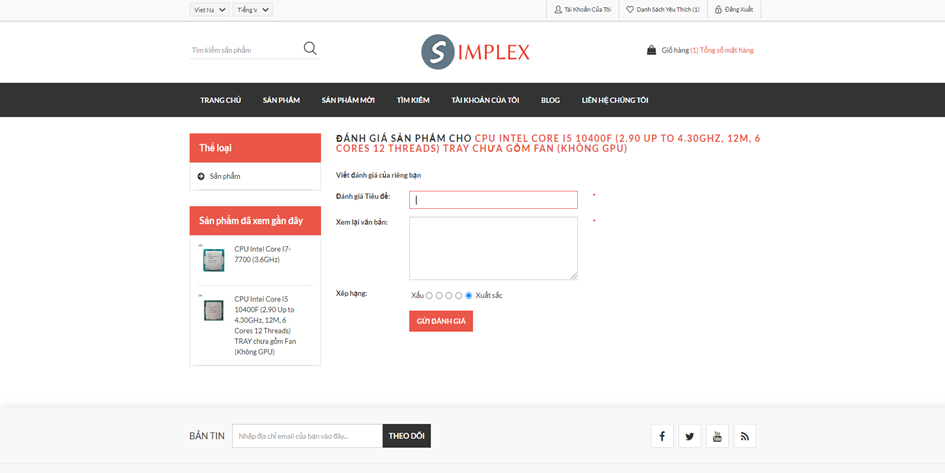 Viet Na
Tiếng V
Tài Khoản Của Tôi
Danh Sách Yêu Thích (1)
Đăng Xuất
Tìm kiếm sản phẩm
SIMPLEX
Giỏ hàng (1) Tổng số mặt hàng
TRANG CHỦ SẢN PHẨM SẢN PHẨM MỚI TÌM KIẾM TÀI KHOẢN CỦA TÔI BLOG LIÊN HỆ CHÚNG TÔI
Thể loại
Sản phẩm
Sản phẩm đã xem gần đây
CPU Intel Core I7-
7700 (3.6GHz)
CPU Intel Core i5
10400F (2.90 Up to
4.30GHz, 12M, 6
Cores 12 Threads)
TRAY chưa gồm Fan
(Không GPU)
ĐÁNH GIÁ SẢN PHẨM CHO CPU INTEL CORE I5 10400F (2.90 UP TO 4.30GHZ, 12M, 6
CORES 12 THREADS) TRAY CHƯA GỒM FAN (KHÔNG GPU)
Viết đánh giá của riêng bạn
Đánh giá Tiêu đề: *
Xem lại văn bản: *
Xếp hạng: Xấu Xuất sắc
GỬI ĐÁNH GIÁ
BẢN TIN Nhập địa chỉ email của bạn vào đây... THEO DÕI